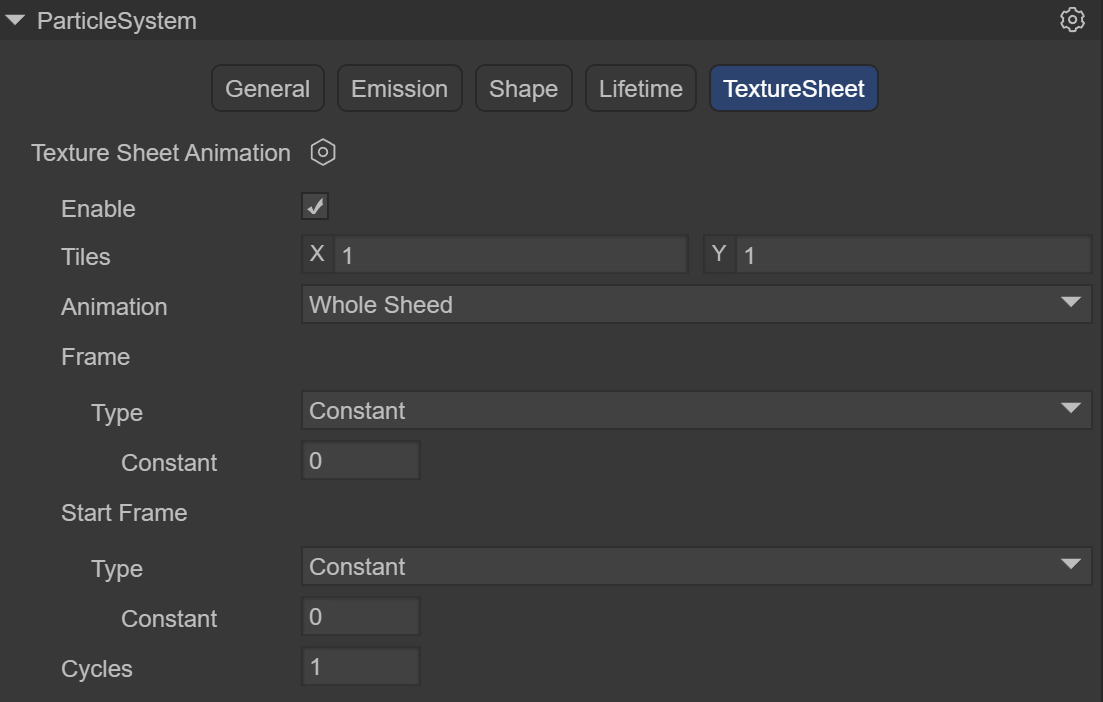 ParticleSystem
General Emission Shape Lifetime TextureSheet
Texture Sheet Animation
Enable
Tiles X 1 Y 1
Animation Whole Sheed
Frame
Type Constant
Constant 0
Start Frame
Type Constant
Constant 0
Cycles 1